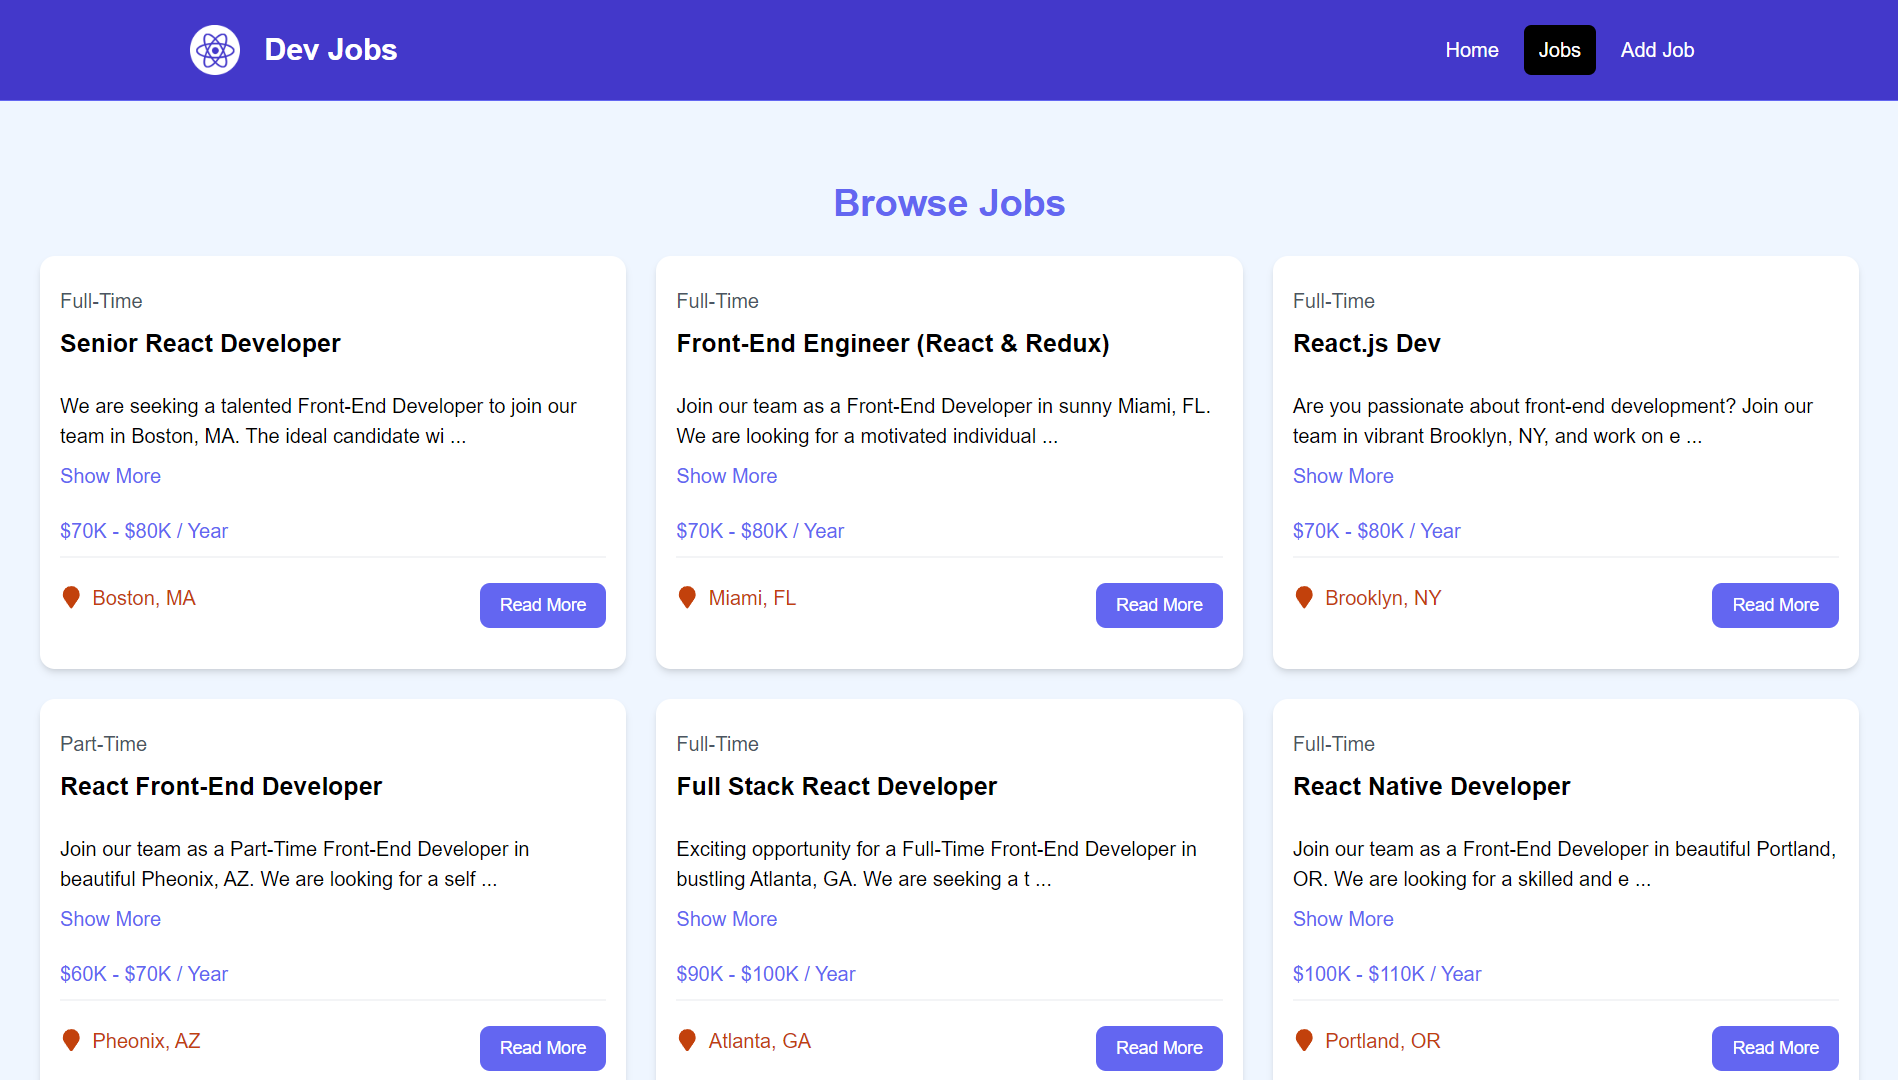 Dev Jobs
Home
Jobs
Add Job
Browse Jobs
Full-Time
Senior React Developer
We are seeking a talented Front-End Developer to join our
team in Boston, MA. The ideal candidate wi ...
Show More
$70K - $80K / Year
Boston, MA
Read More
Full-Time
Front-End Engineer (React & Redux)
Join our team as a Front-End Developer in sunny Miami, FL.
We are looking for a motivated individual ...
Show More
$70K - $80K / Year
Miami, FL
Read More
Full-Time
React.js Dev
Are you passionate about front-end development? Join our
team in vibrant Brooklyn, NY, and work on e ...
Show More
$70K - $80K / Year
Brooklyn, NY
Read More
Part-Time
React Front-End Developer
Join our team as a Part-Time Front-End Developer in
beautiful Pheonix, AZ. We are looking for a self ...
Show More
$60K - $70K / Year
Pheonix, AZ
Read More
Full-Time
Full Stack React Developer
Exciting opportunity for a Full-Time Front-End Developer in
bustling Atlanta, GA. We are seeking a t ...
Show More
$90K - $100K / Year
Atlanta, GA
Read More
Full-Time
React Native Developer
Join our team as a Front-End Developer in beautiful Portland,
OR. We are looking for a skilled and e ...
Show More
$100K - $110K / Year
Portland, OR
Read More